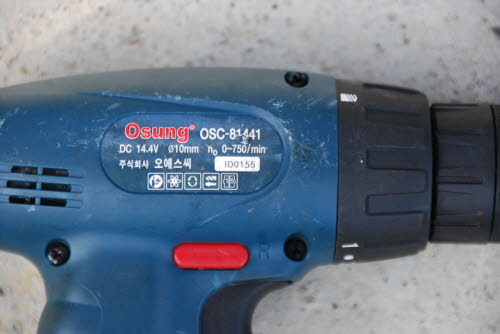 Osung® OSC-81441
DC 14.4V Ø10mm n₀ 0~750/min
주식회사 오에스씨 ID0155
1
R